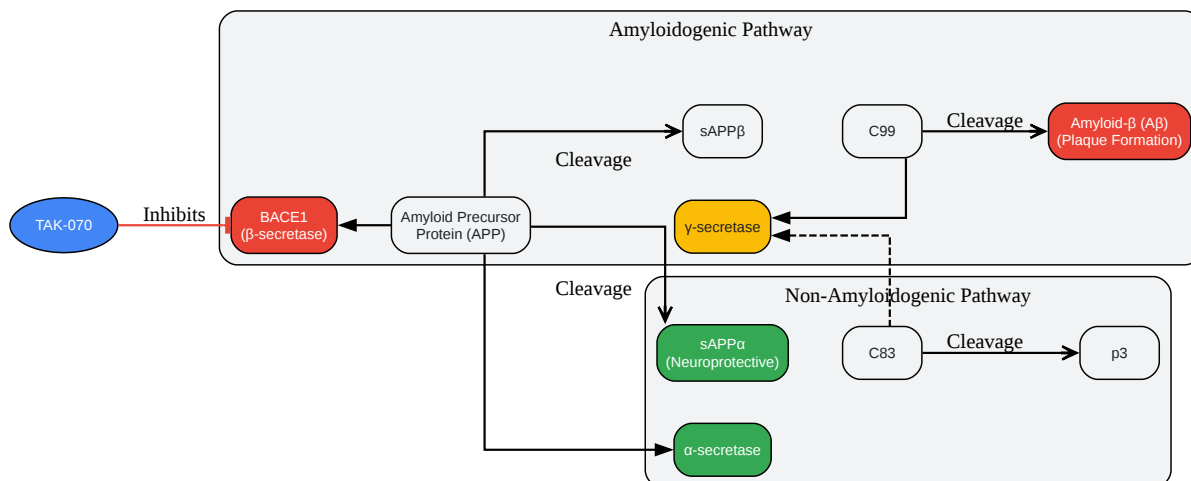 Amyloidogenic Pathway
sAPPβ
C99
Cleavage
Amyloid-β (Aβ)
(Plaque Formation)
Cleavage
TAK-070
Inhibits
BACE1
(β-secretase)
Amyloid Precursor
Protein (APP)
γ-secretase
Cleavage
Non-Amyloidogenic Pathway
sAPPα
(Neuroprotective)
C83
Cleavage
p3
α-secretase